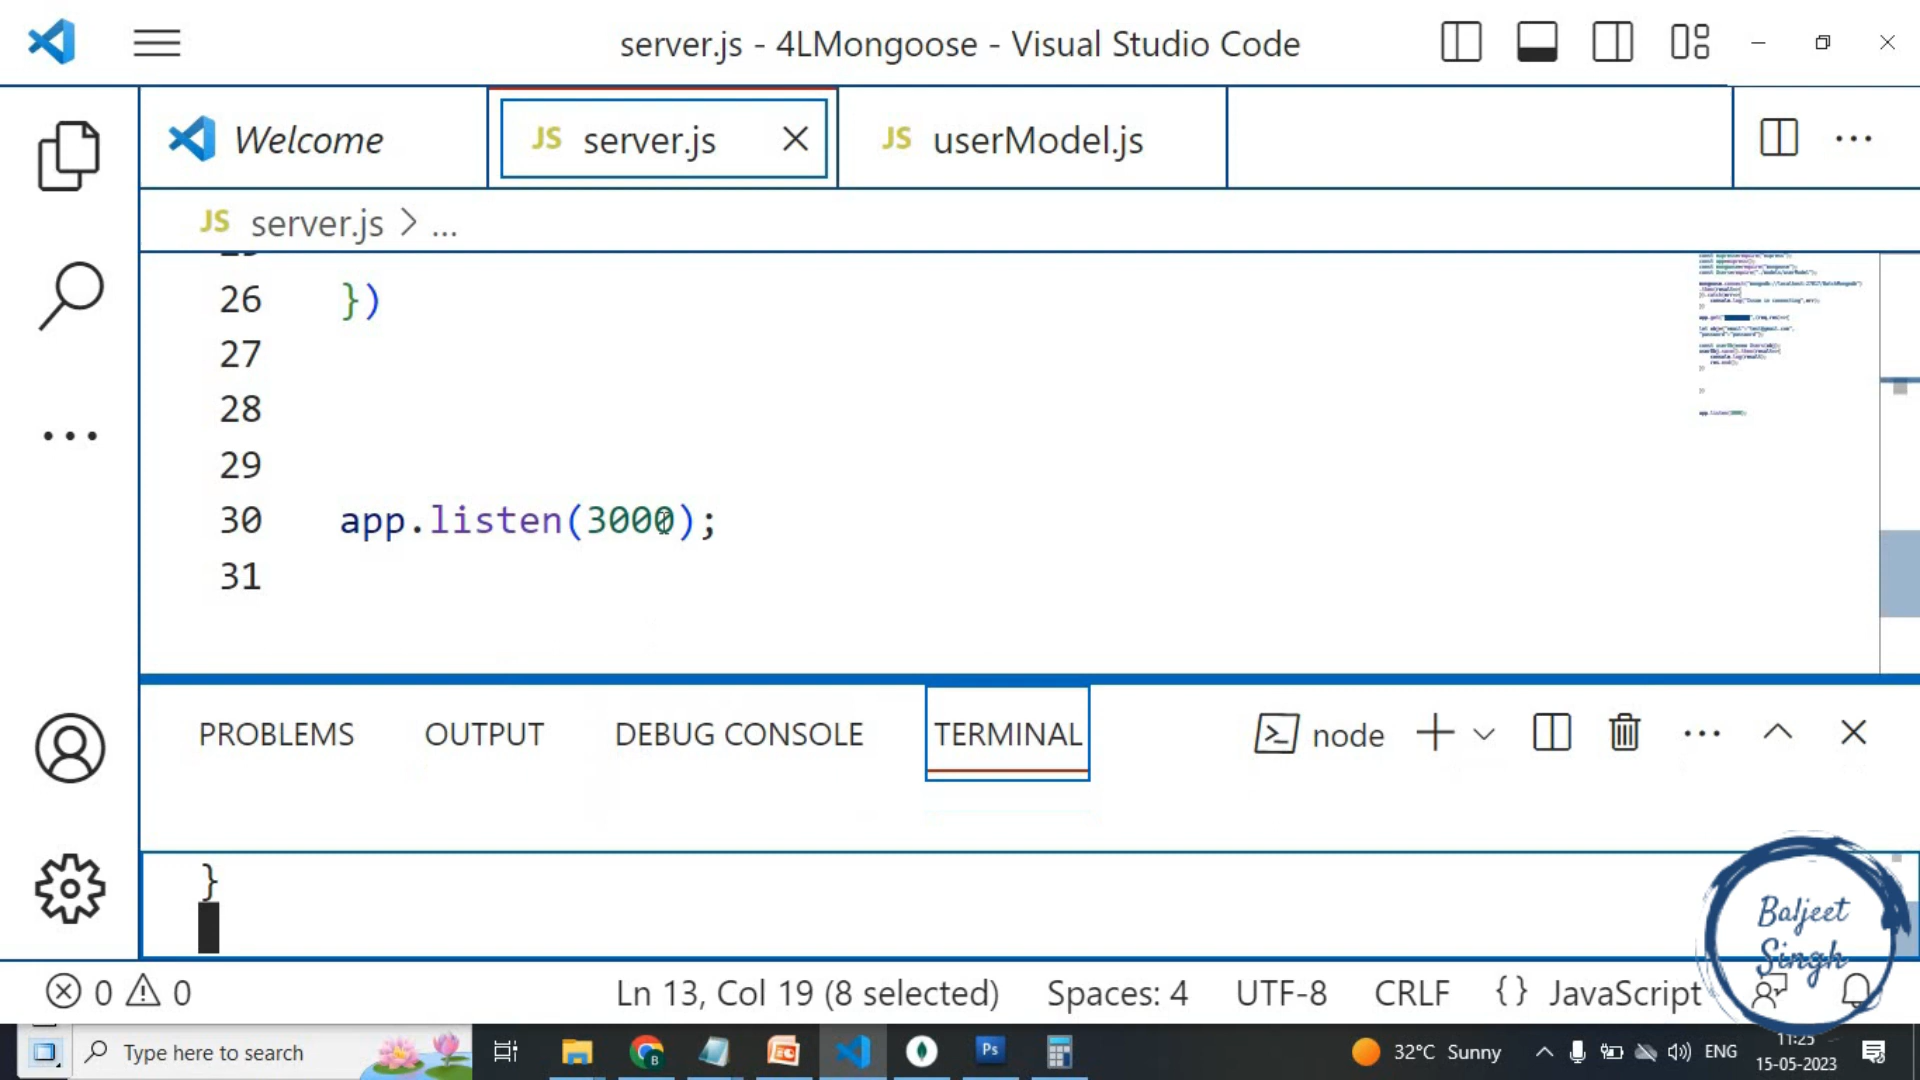 server.js - 4LMongoose - Visual Studio Code
Welcome
JS server.js
JS userModel.js
JS server.js > ...
26 })
27
28
29
30 app.listen(3000);
31
PROBLEMS OUTPUT DEBUG CONSOLE TERMINAL node
}
Baljeet
Singh
0 0 Ln 13, Col 19 (8 selected) Spaces: 4 UTF-8 CRLF {} JavaScript
Type here to search
Ps
32°C Sunny
ENG
11:25
15-05-2023